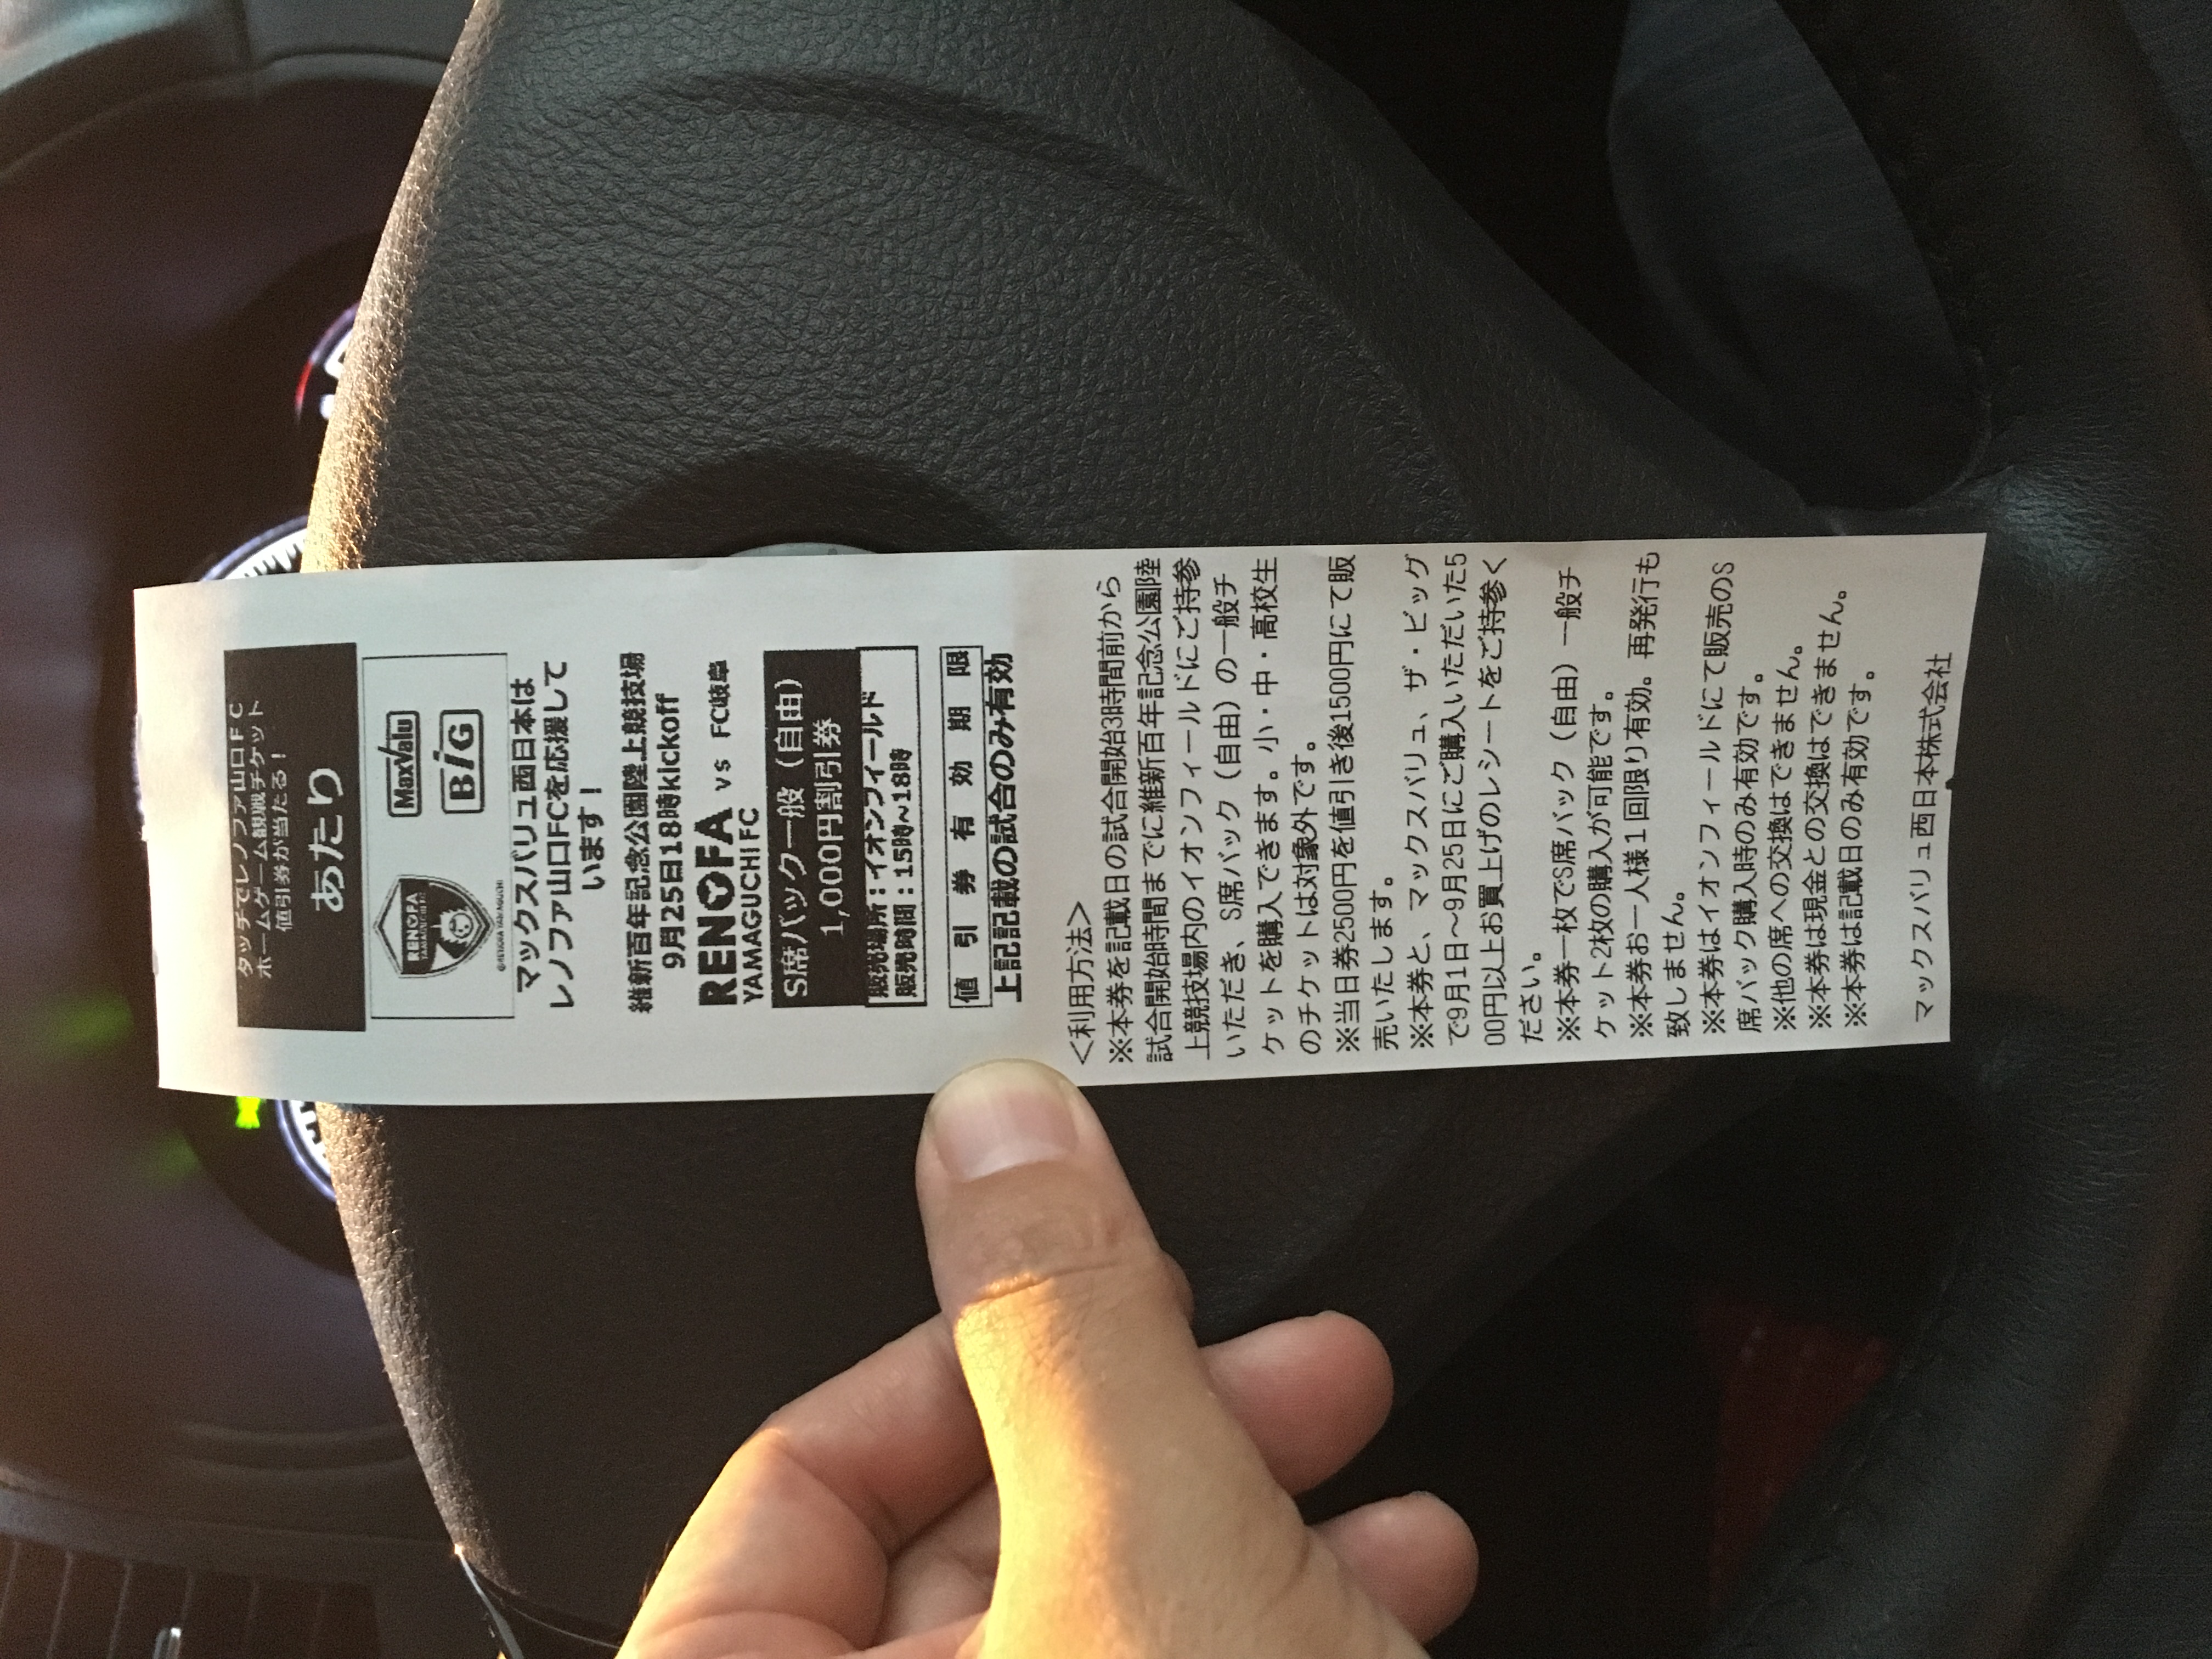 タッチでレノファ山口FC
ホームゲーム観戦チケット
値引券が当たる！
あたり
RENOFA
MaxValu
BiG
©RENOFA YAMAGUCHI
マックスバリュ西日本は
レノファ山口FCを応援して
います！
維新百年記念公園陸上競技場
9月25日18時kickoff
RENOFA vs FC岐阜
YAMAGUCHI FC
S席バック一般（自由）
1,000円割引券
販売場所：イオンフィールド
販売時間：15時～18時
値引券有効期限
上記記載の試合のみ有効
＜利用方法＞
※本券を記載日の試合開始3時間前から
試合開始時間までに維新百年記念公園陸
上競技場内のイオンフィールドにご持参
いただき、S席バック（自由）の一般チ
ケットを購入できます。小・中・高校生
のチケットは対象外です。
※当日券2500円を値引き後1500円にて販
売いたします。
※本券と、マックスバリュ、ザ・ビッグ
で9月1日～9月25日にご購入いただいた5
00円以上お買上げのレシートをご持参く
ださい。
※本券一枚でS席バック（自由）一般チ
ケット2枚の購入が可能です。
※本券お一人様１回限り有効。再発行も
致しません。
※本券はイオンフィールドにて販売のS
席バック購入時のみ有効です。
※他の席への交換はできません。
※本券は現金との交換はできません。
※本券は記載日のみ有効です。
マックスバリュ西日本株式会社